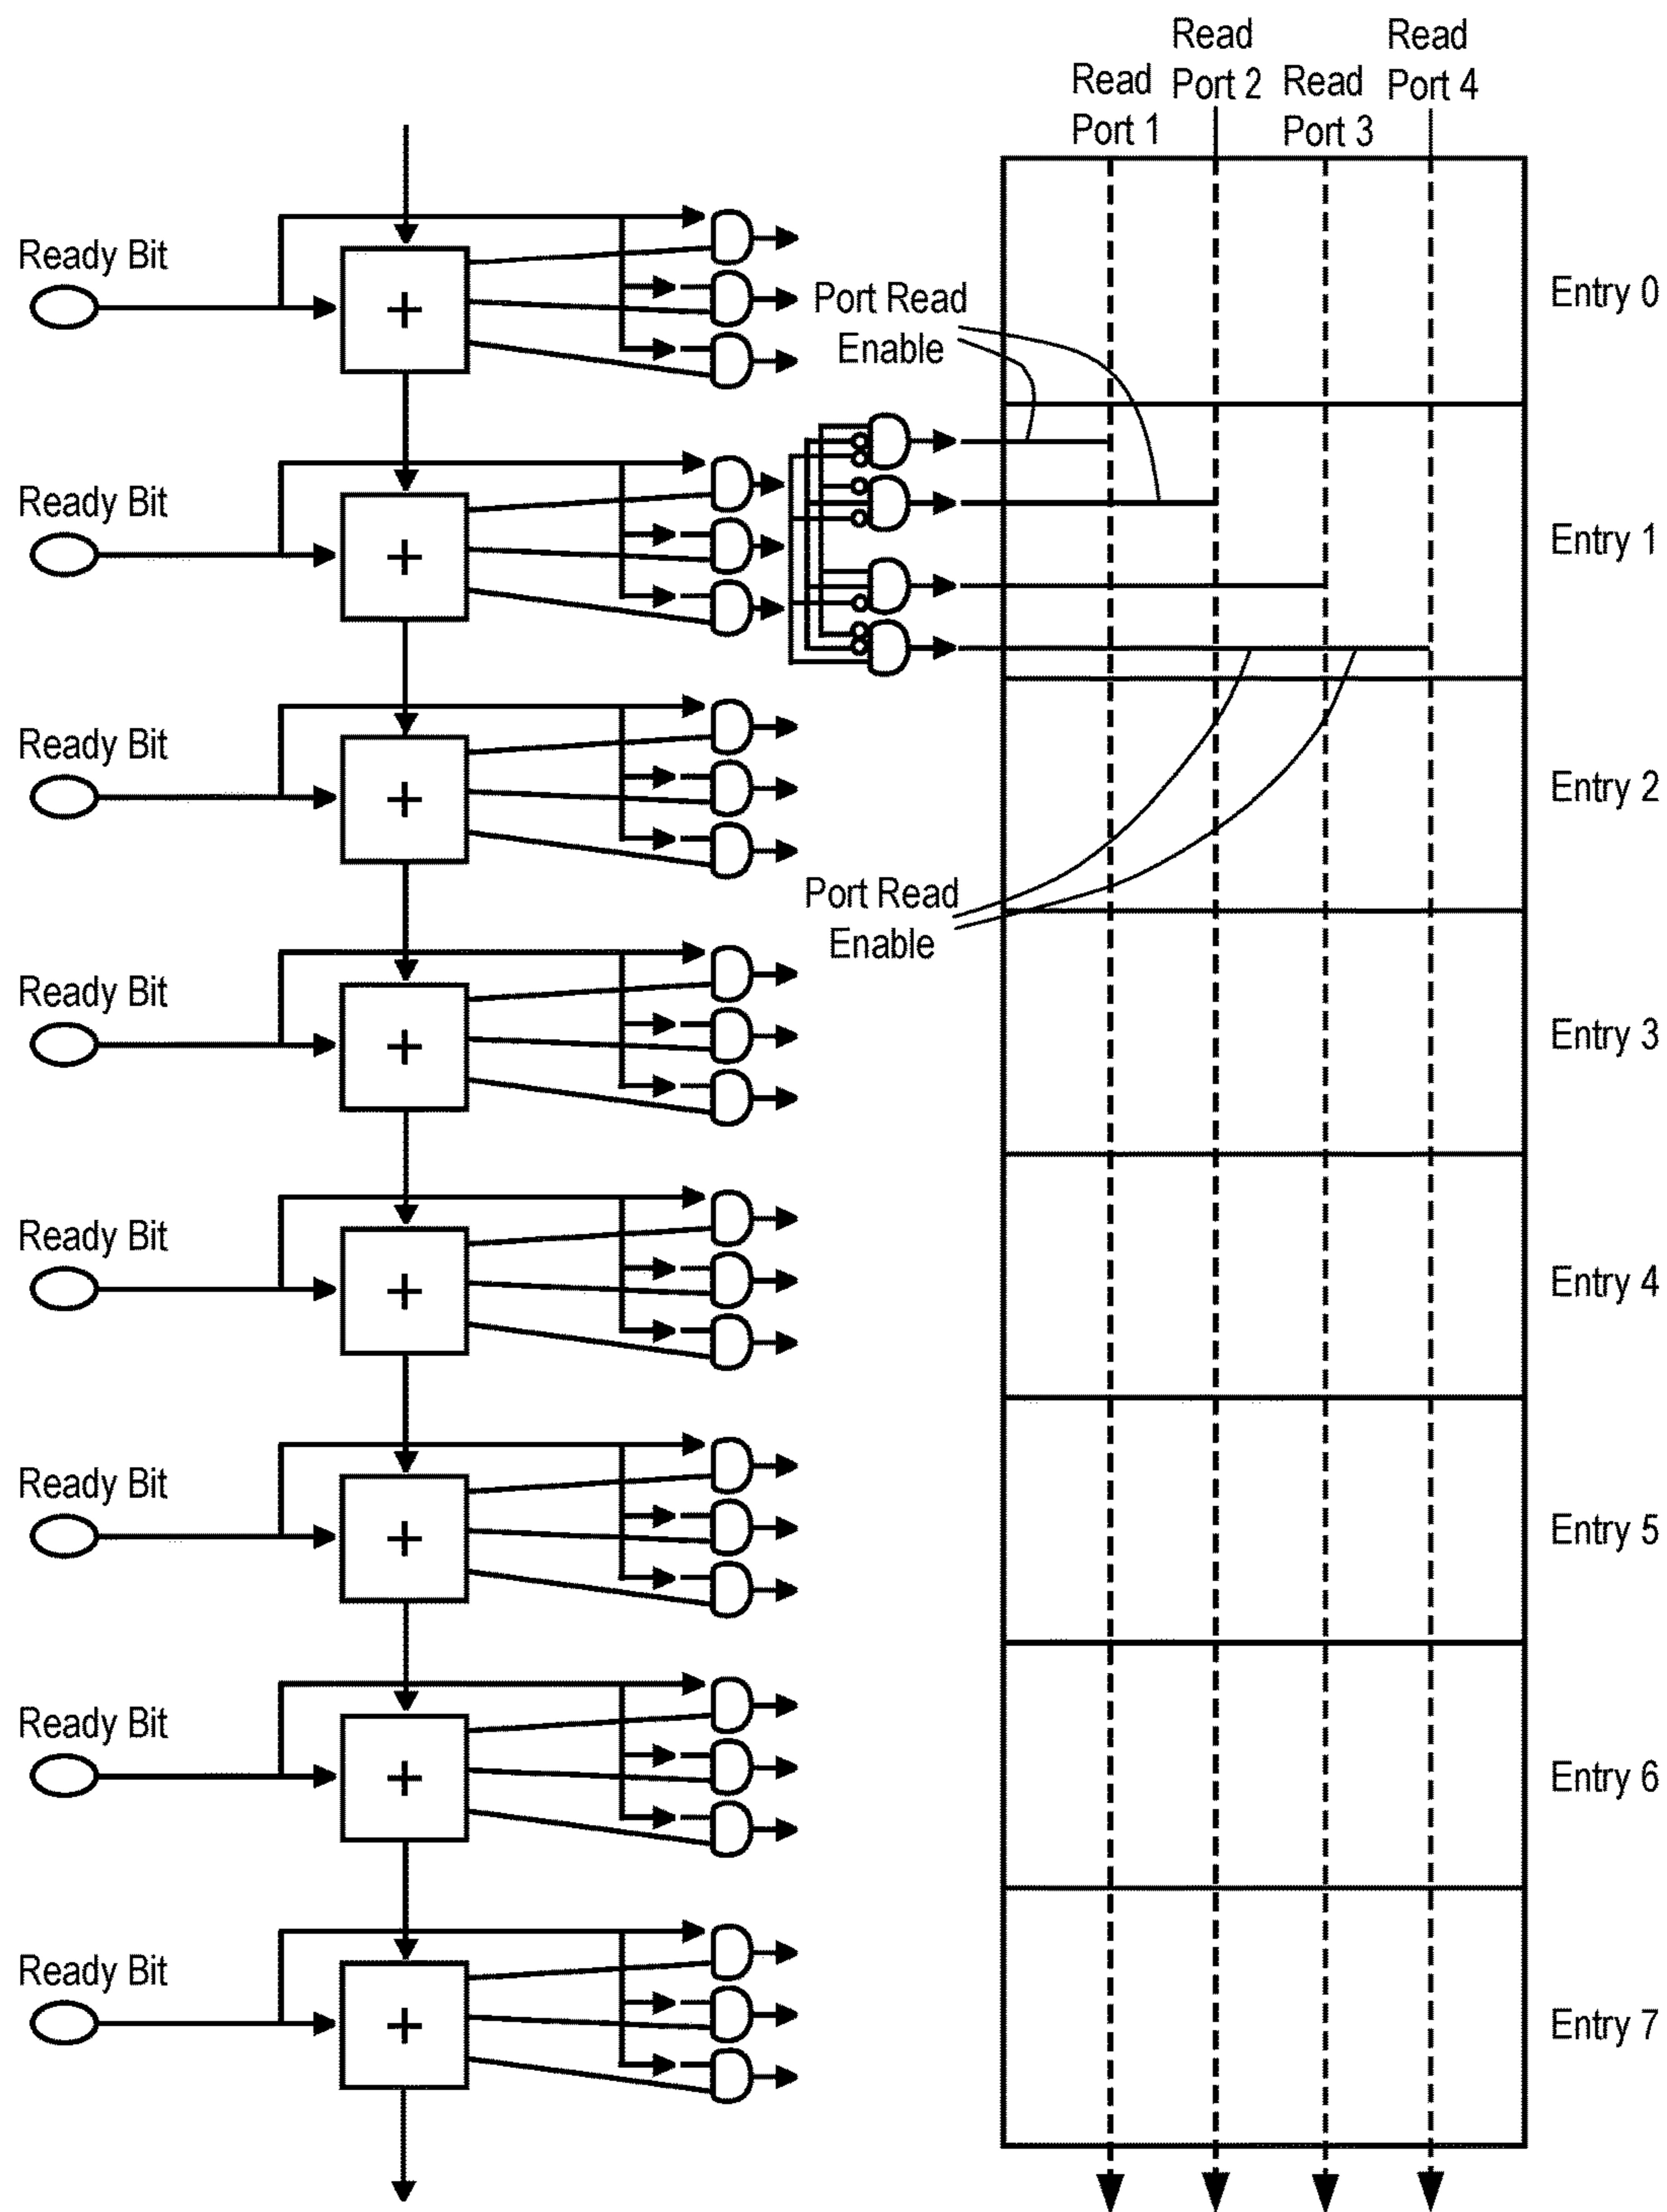 Read
Port 1
Read
Port 2
Read
Port 3
Read
Port 4
Ready Bit
+
Port Read
Enable
Entry 0
Ready Bit
+
Entry 1
Ready Bit
+
Entry 2
Port Read
Enable
Ready Bit
+
Entry 3
Ready Bit
+
Entry 4
Ready Bit
+
Entry 5
Ready Bit
+
Entry 6
Ready Bit
+
Entry 7